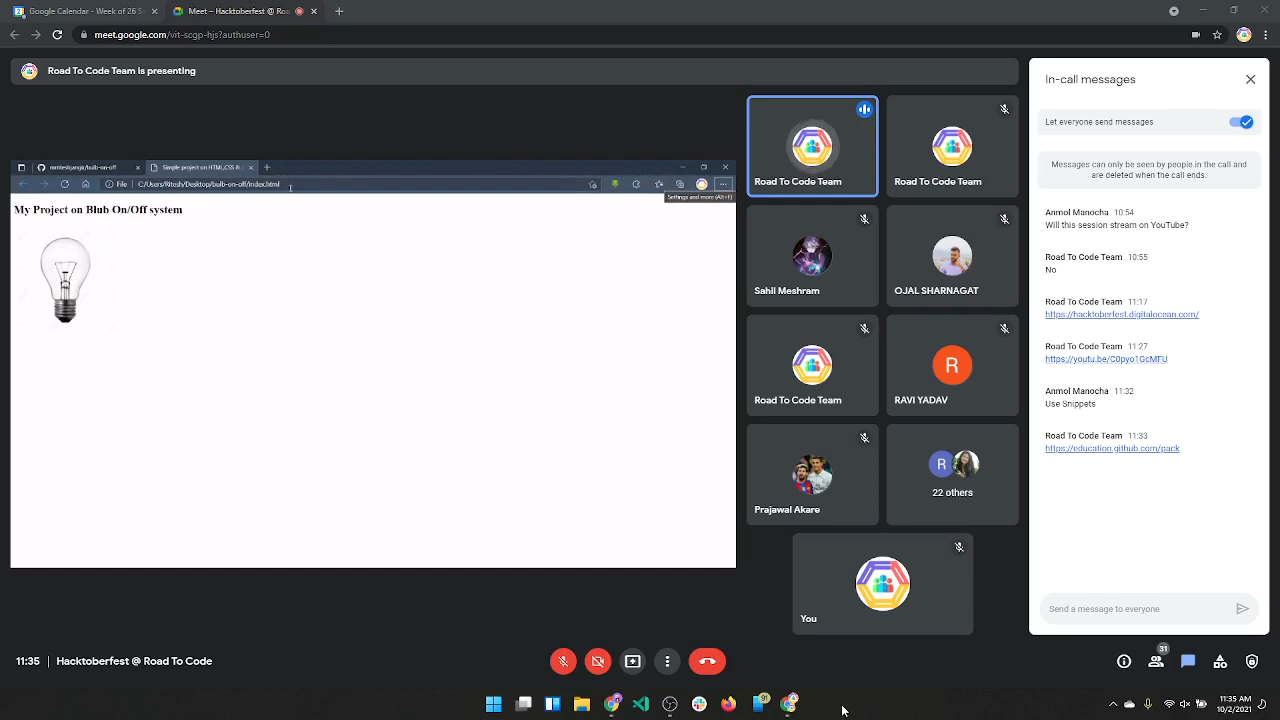 Google Calendar - Week of 26 Se
Meet – Hacktoberfest @ Ro
meet.google.com/vit-scgp-hjs?authuser=0
Road To Code Team is presenting
mriteshjangir/bulb-on-off
Simple project on HTML,CSS &
File
C:/Users/Ritesh/Desktop/bulb-on-off/index.html
Settings and more (Alt+F)
My Project on Blub On/Off system
Road To Code Team
Road To Code Team
Sahil Meshram
OJAL SHARNAGAT
Road To Code Team
R
RAVI YADAV
Prajawal Akare
R
22 others
You
In-call messages
Let everyone send messages
Messages can only be seen by people in the call and
are deleted when the call ends.
Anmol Manocha 10:54
Will this session stream on YouTube?
Road To Code Team 10:55
No
Road To Code Team 11:17
https://hacktoberfest.digitalocean.com/
Road To Code Team 11:27
https://youtu.be/C0pyo1GcMFU
Anmol Manocha 11:32
Use Snippets
Road To Code Team 11:33
https://education.github.com/pack
Send a message to everyone
11:35 Hacktoberfest @ Road To Code
31
91
11:35 AM
10/2/2021